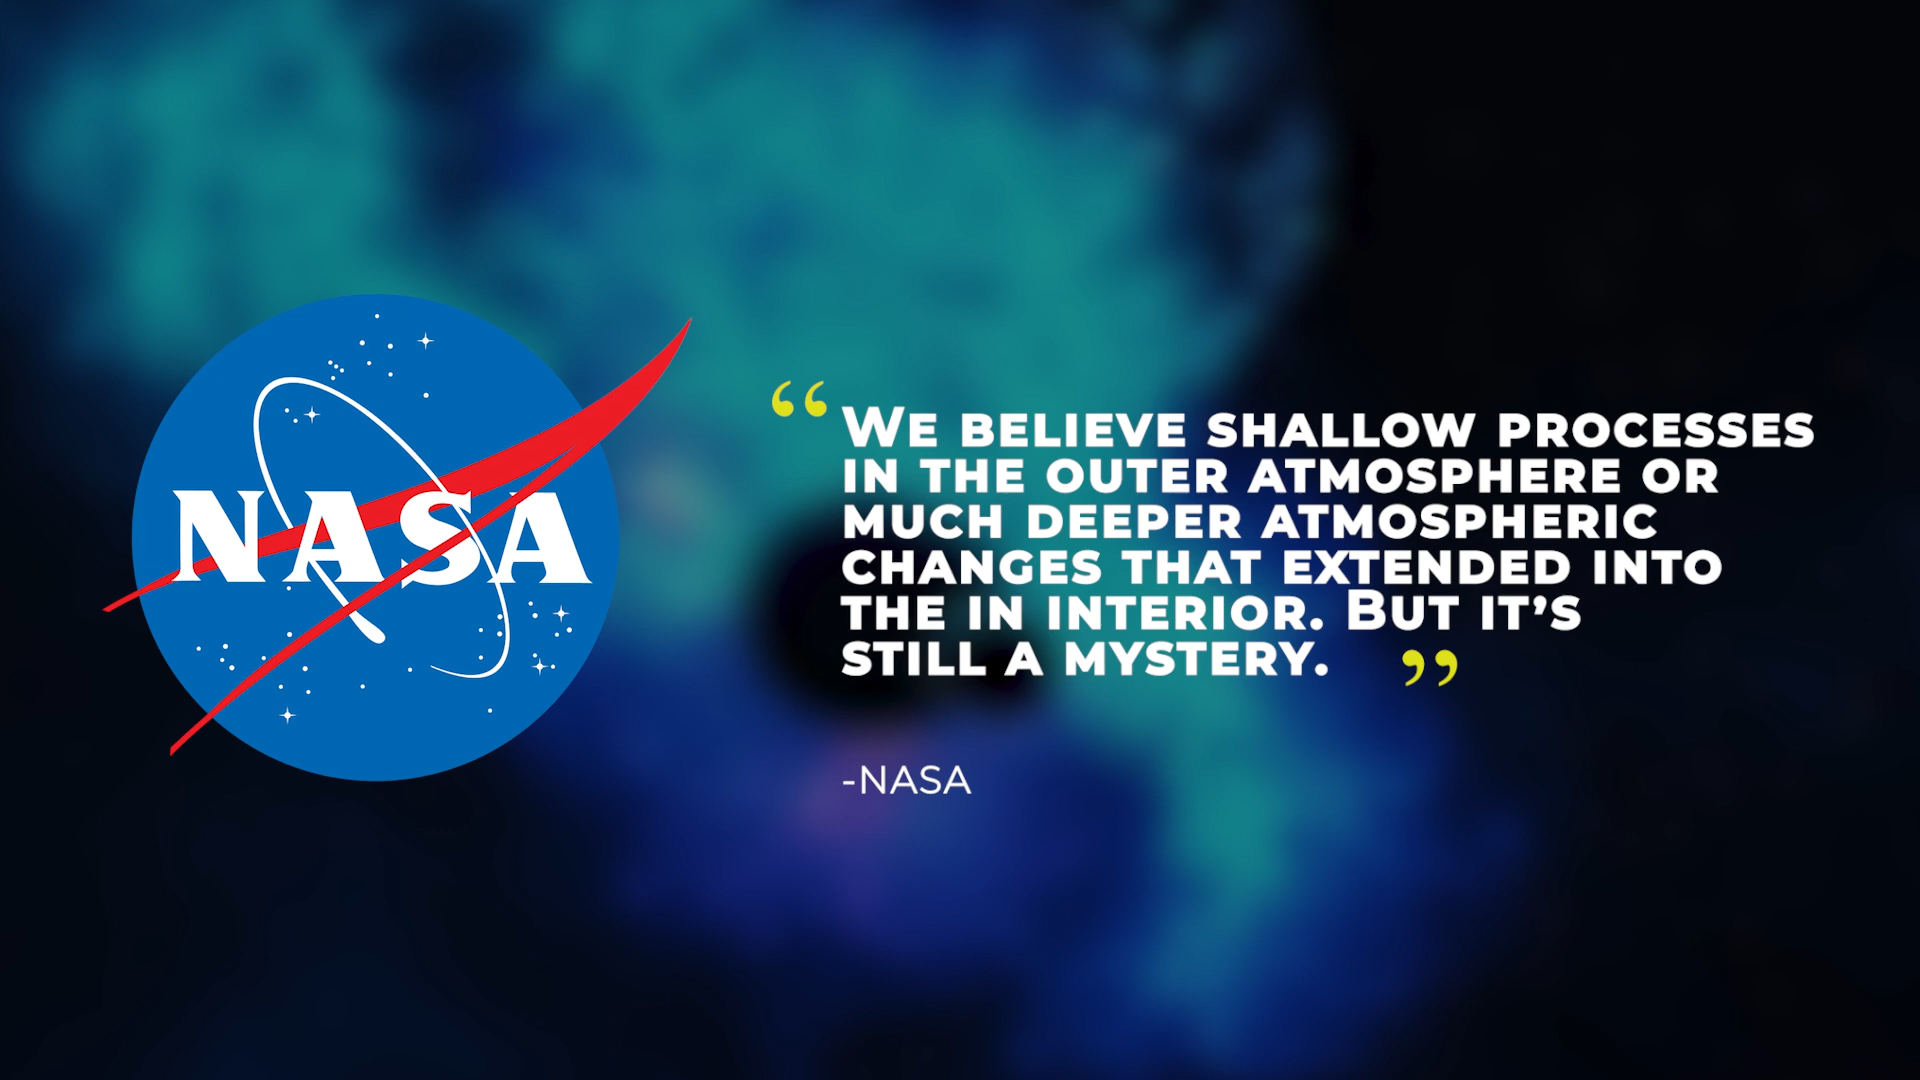 NASA
“We believe shallow processes
in the outer atmosphere or
much deeper atmospheric
changes that extended into
the in interior. But it’s
still a mystery.”
-NASA